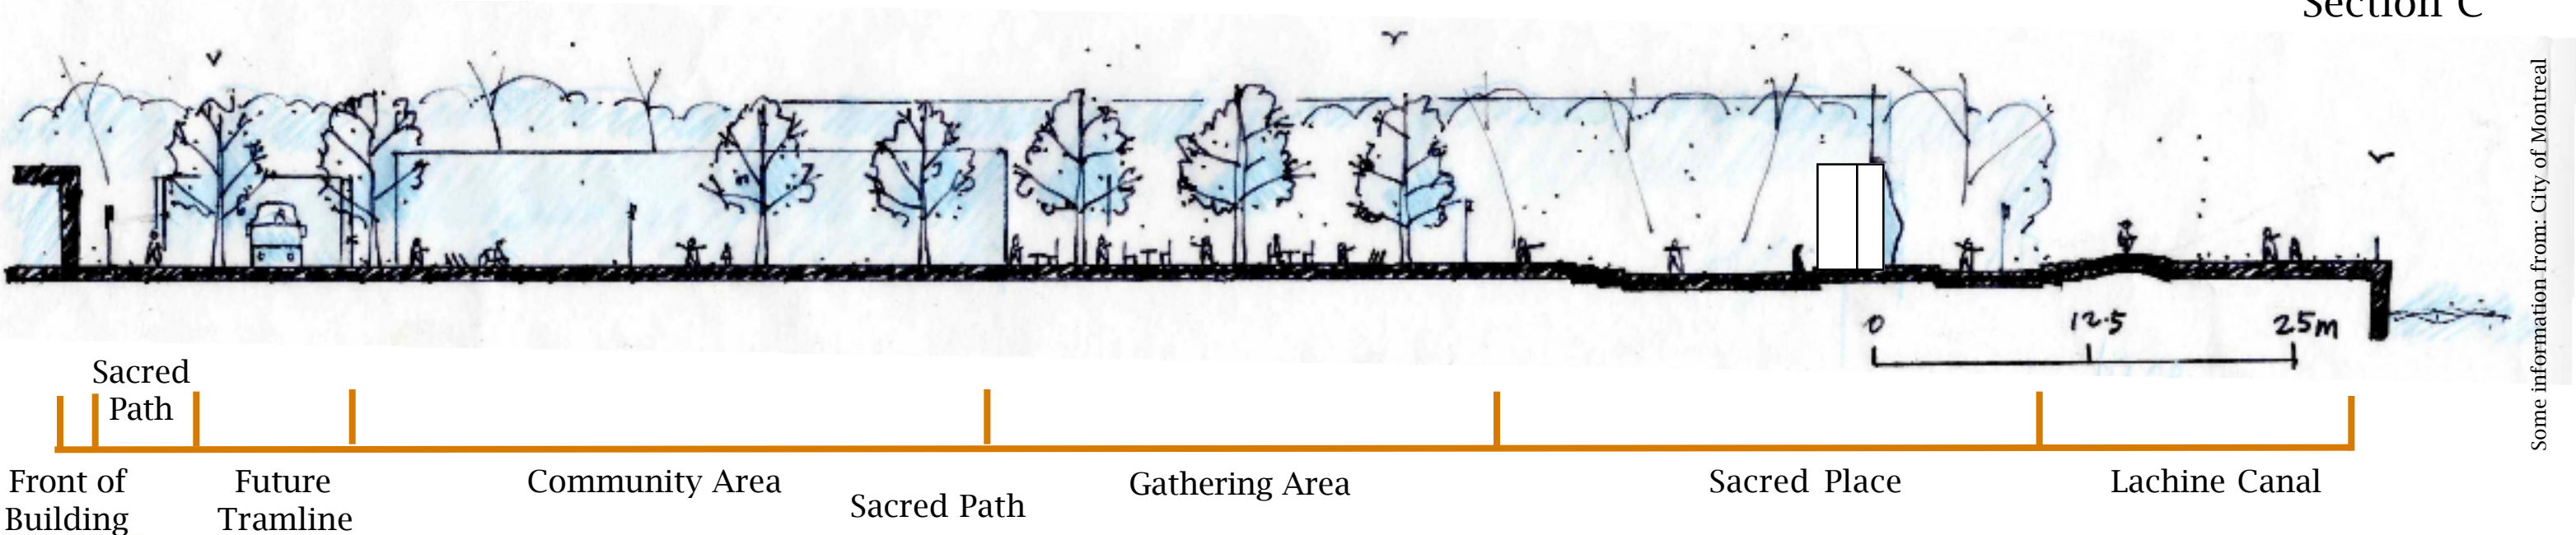 Section C
Some information from: City of Montreal
0 12.5 25m
Sacred
Path
Front of
Building
Future
Tramline
Community Area
Sacred Path
Gathering Area
Sacred Place
Lachine Canal